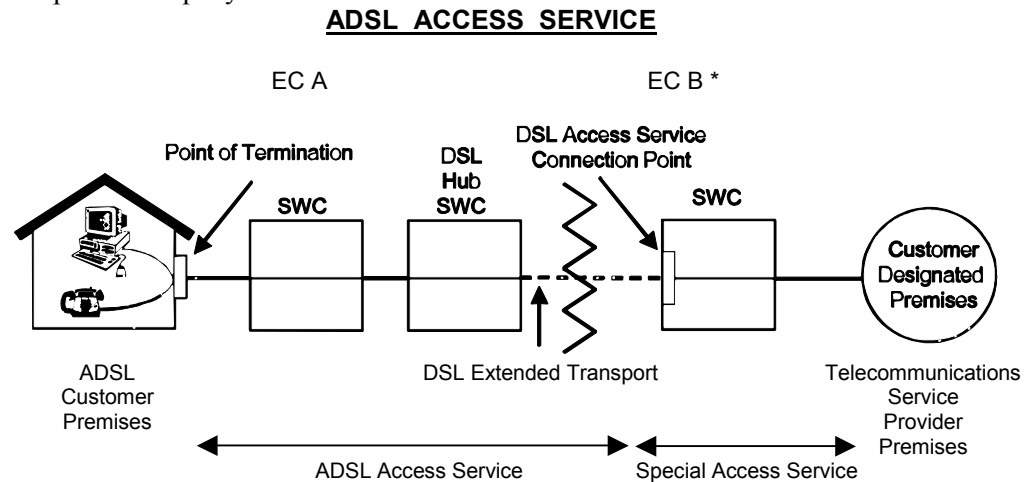 ADSL ACCESS SERVICE
EC A
EC B *
Point of Termination
DSL
Hub
SWC
DSL Access Service
Connection Point
SWC
SWC
Customer
Designated
Premises
ADSL
Customer
Premises
DSL Extended Transport
Telecommunications
Service
Provider
Premises
ADSL Access Service
Special Access Service